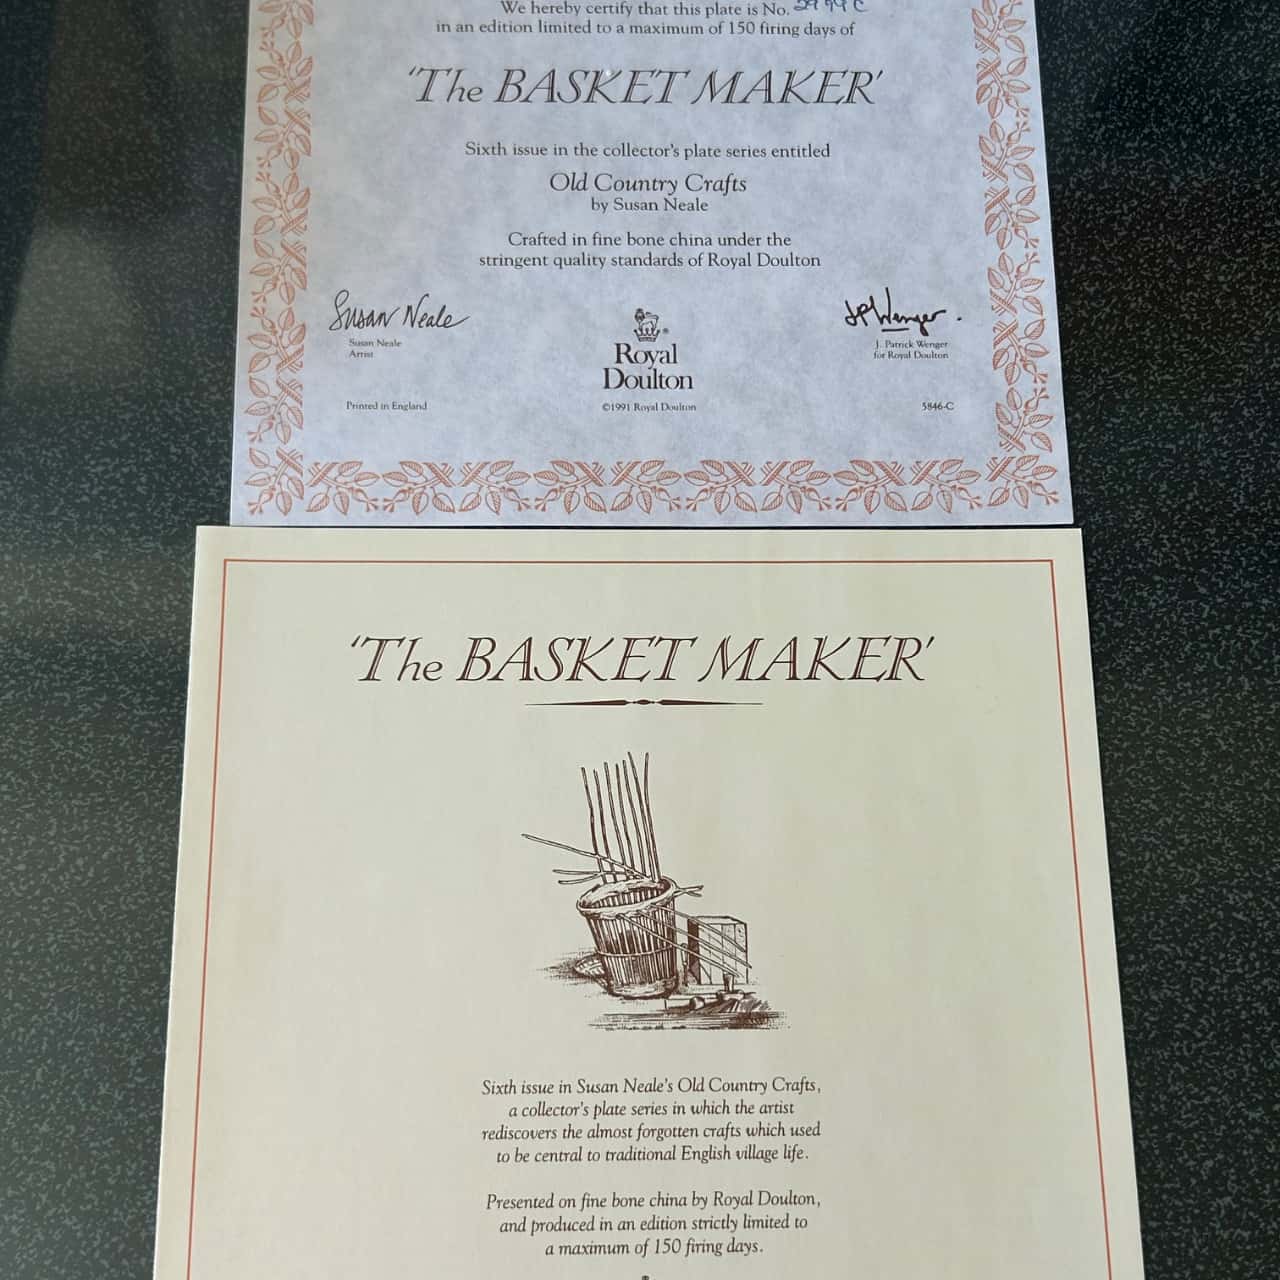 We hereby certify that this plate is No.
in an edition limited to a maximum of 150 firing days of
'The BASKET MAKER'
Sixth issue in the collector's plate series entitled
Old Country Crafts
by Susan Neale
Crafted in fine bone china under the
stringent quality standards of Royal Doulton
Susan Neale
Susan Neale
Artist
Printed in England
®
Royal
Doulton
©1991 Royal Doulton
JPWenger.
J. Patrick Wenger
for Royal Doulton
5846-C
'The BASKET MAKER'
Sixth issue in Susan Neale's Old Country Crafts,
a collector's plate series in which the artist
rediscovers the almost forgotten crafts which used
to be central to traditional English village life.
Presented on fine bone china by Royal Doulton,
and produced in an edition strictly limited to
a maximum of 150 firing days.